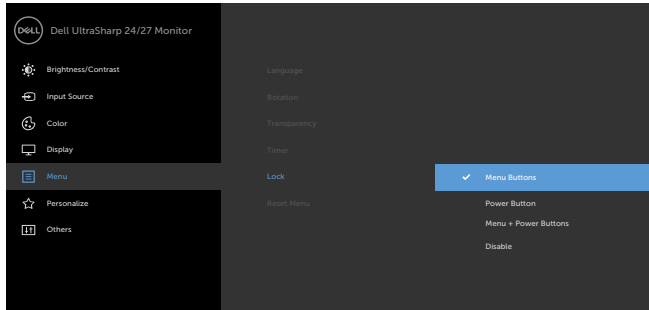 DELL Dell UltraSharp 24/27 Monitor
Brightness/Contrast
Input Source
Color
Display
Menu
Personalize
Others
Language
Rotation
Transparency
Timer
Lock
Reset Menu
Menu Buttons
Power Button
Menu + Power Buttons
Disable